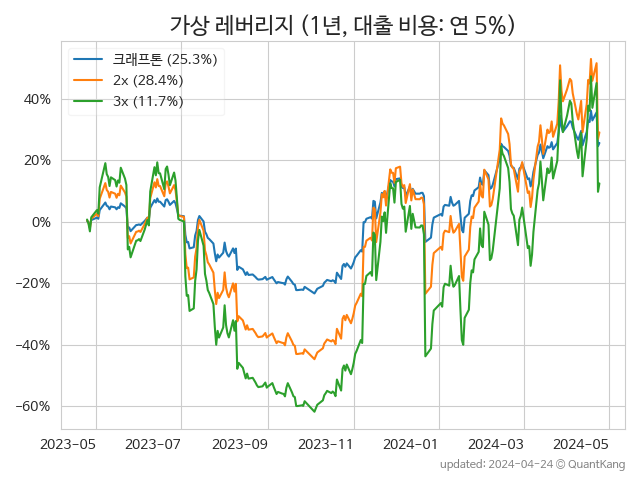 가상 레버리지 (1년, 대출 비용: 연 5%)
크래프톤 (25.3%)
2x (28.4%)
3x (11.7%)
40%
20%
0%
−20%
−40%
−60%
2023-05
2023-07
2023-09
2023-11
2024-01
2024-03
2024-05
updated: 2024-04-24 © QuantKang